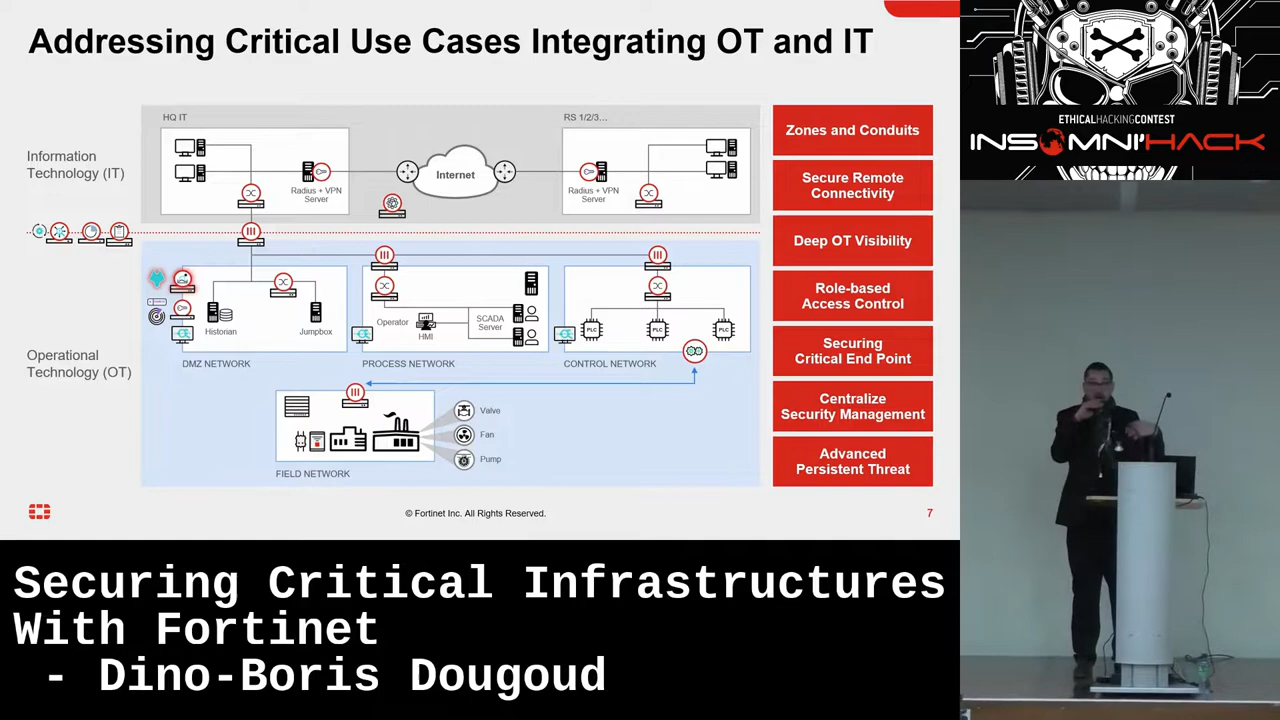 Addressing Critical Use Cases Integrating OT and IT
HQ IT
RS 1/2/3…
Information
Technology (IT)
Internet
Radius + VPN
Server
Radius + VPN
Server
Historian
Jumpbox
DMZ NETWORK
Operator
HMI
SCADA
Server
PROCESS NETWORK
PLC
PLC
PLC
CONTROL NETWORK
Operational
Technology (OT)
Valve
Fan
Pump
FIELD NETWORK
Zones and Conduits
Secure Remote
Connectivity
Deep OT Visibility
Role-based
Access Control
Securing
Critical End Point
Centralize
Security Management
Advanced
Persistent Threat
© Fortinet Inc. All Rights Reserved.
7
ETHICALHACKINGCONTEST
INSOMNI'HACK
Securing Critical Infrastructures
With Fortinet
- Dino-Boris Dougoud